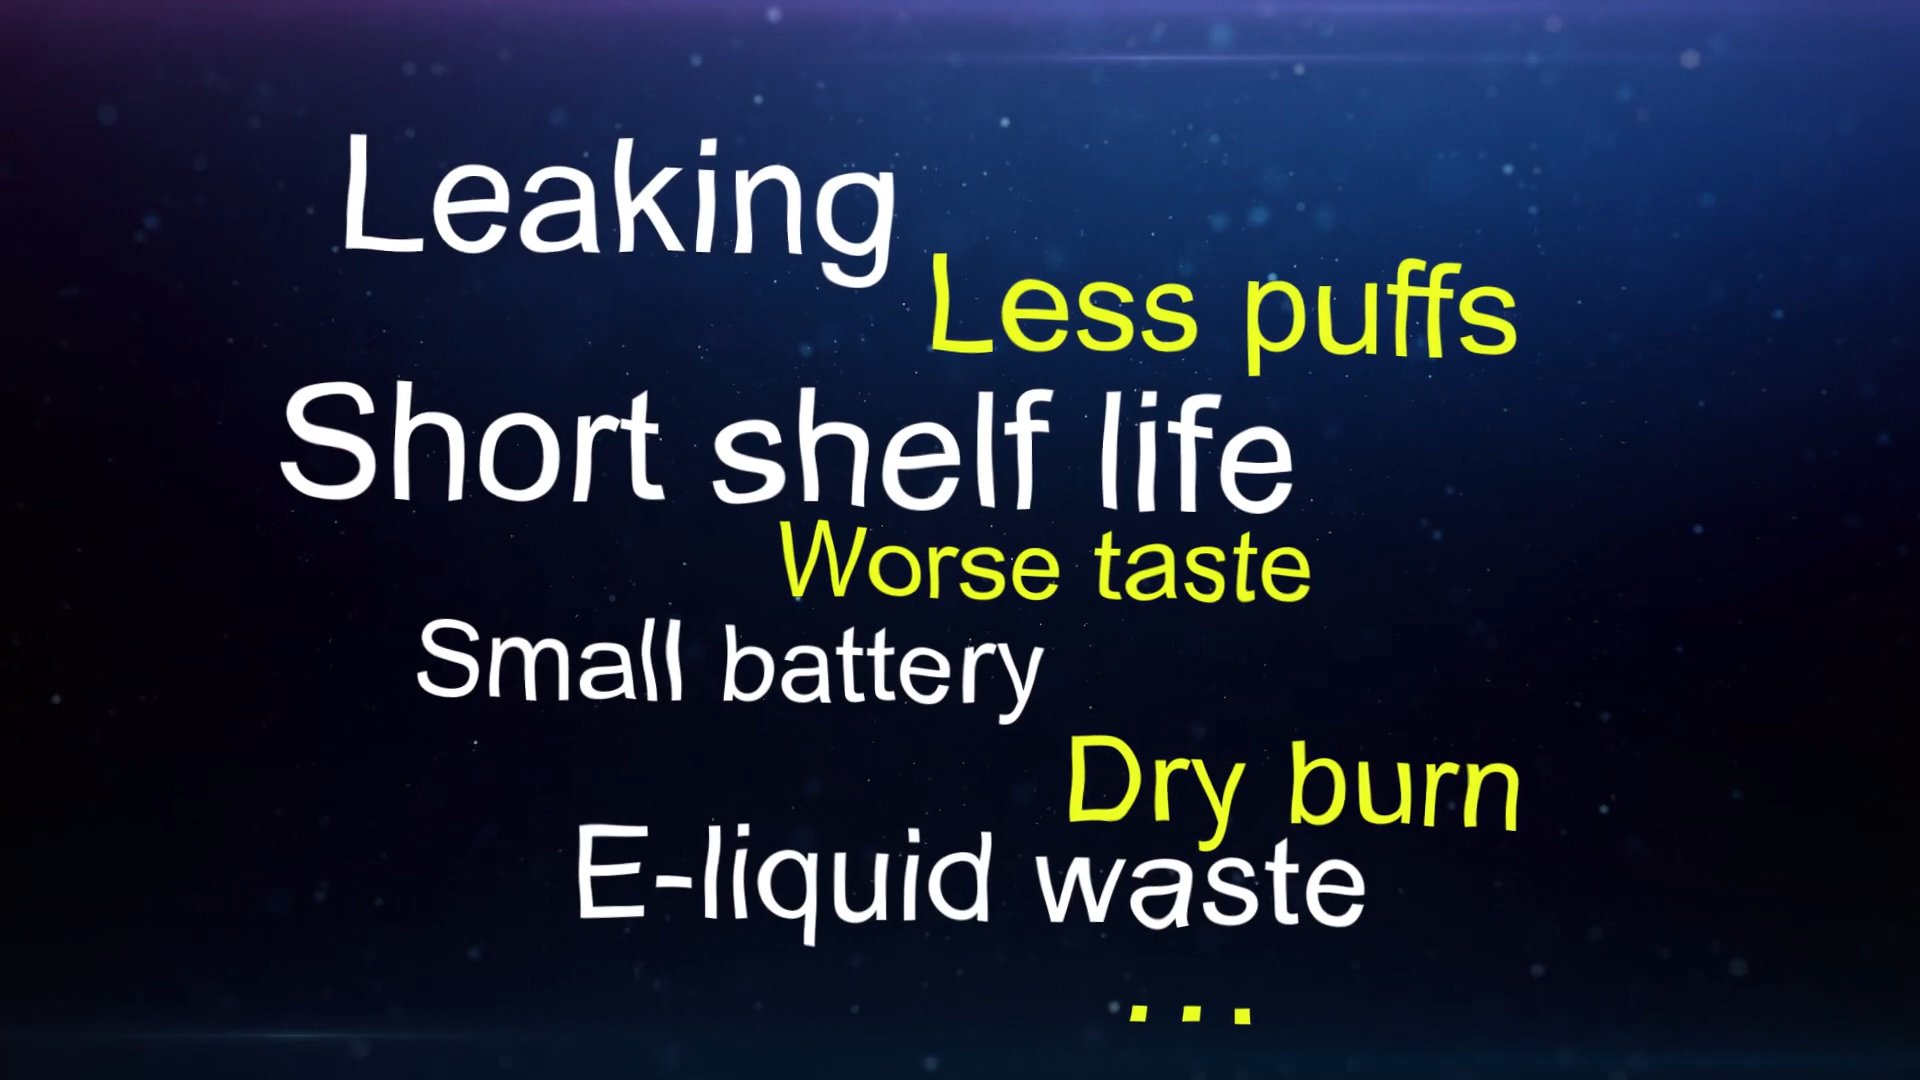 Leaking
Less puffs
Short shelf life
Worse taste
Small battery
Dry burn
E-liquid waste
...